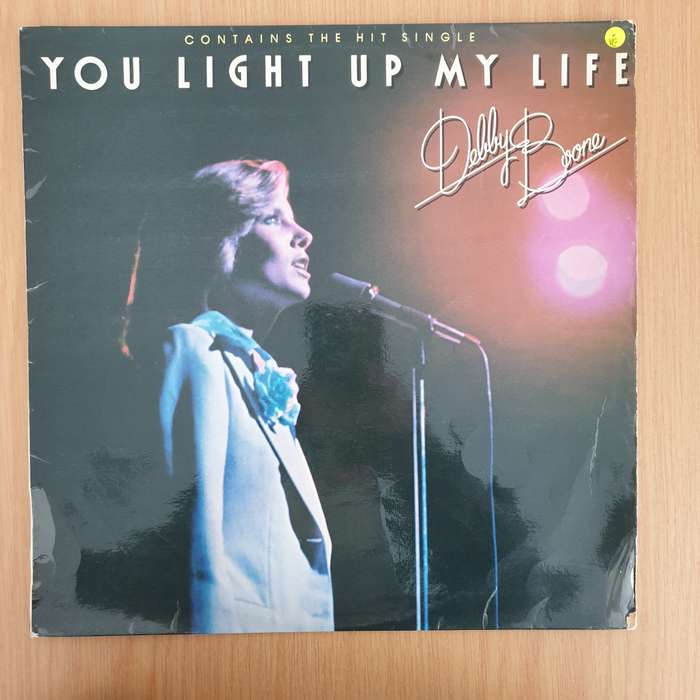 CONTAINS THE HIT SINGLE
YOU LIGHT UP MY LIFE
Debby Boone